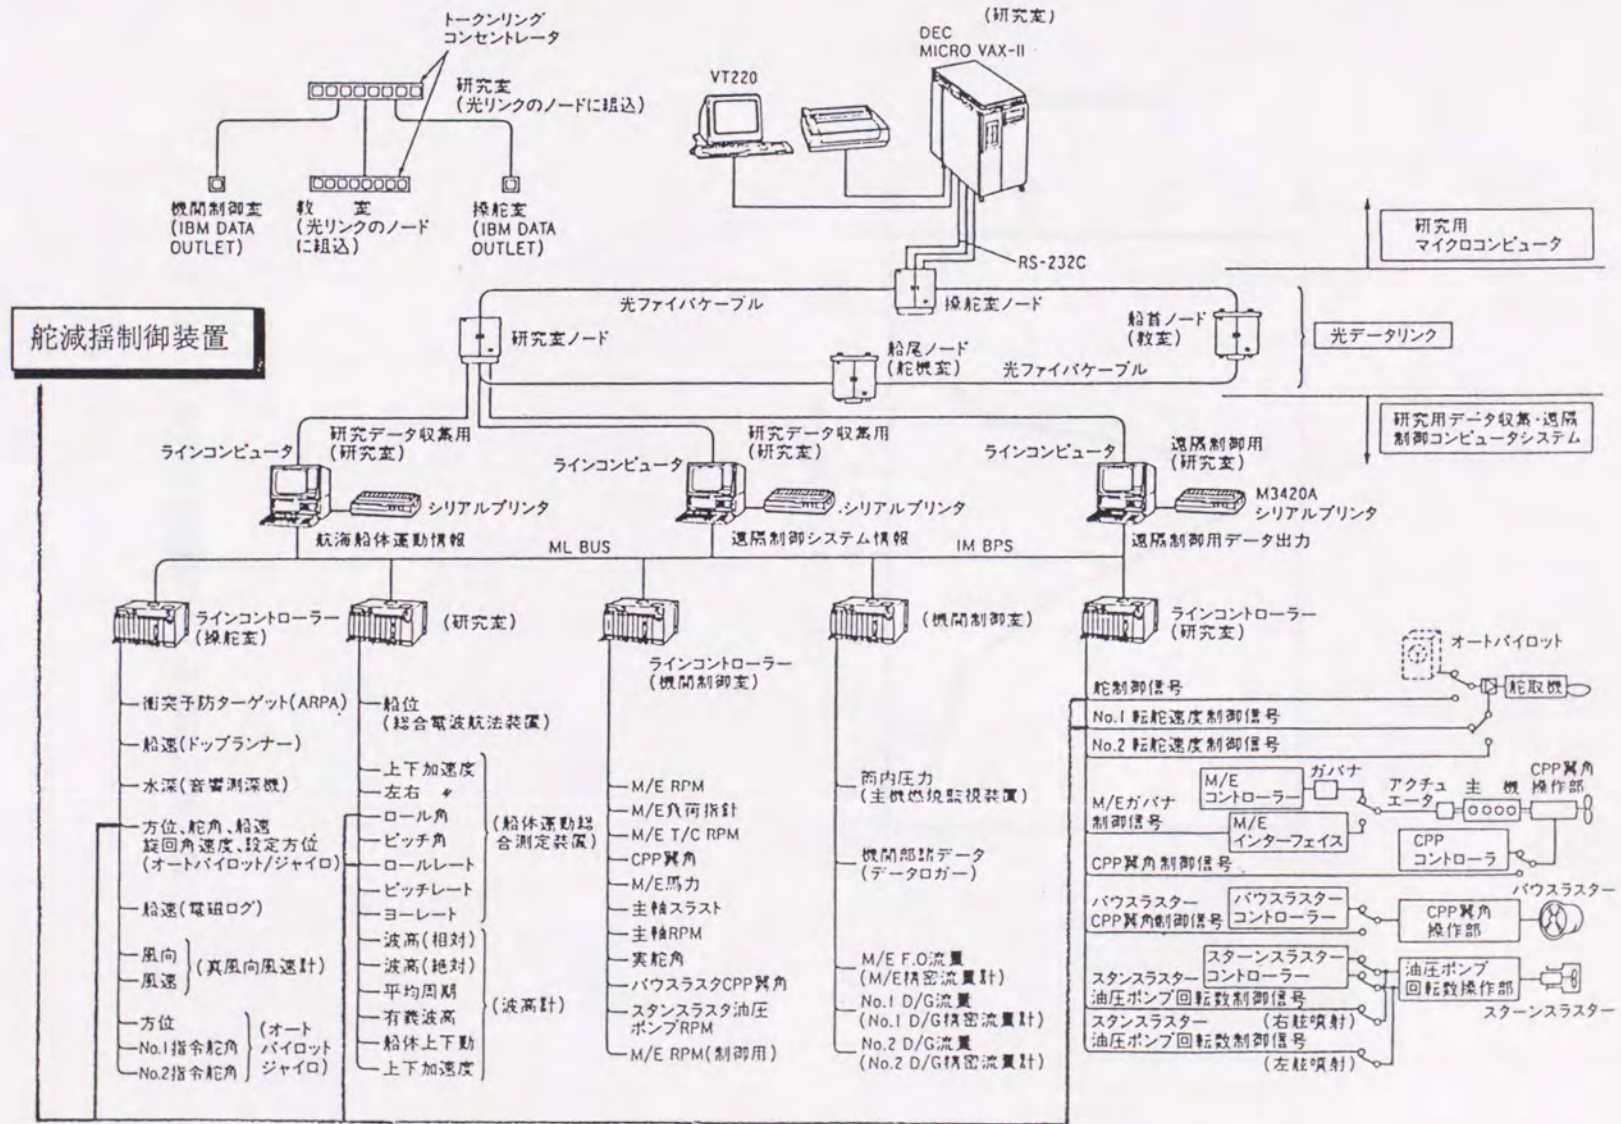 トークンリング
コンセントレータ
研究室
(光リンクのノードに組込)
機関制御室
(IBM DATA
OUTLET)
教 室
(光リンクのノード
に組込)
操舵室
(IBM DATA
OUTLET)
(研究室)
DEC
MICRO VAX-II
VT220
RS-232C
研究用
マイクロコンピュータ
光ファイバケーブル
操舵室ノード
船首ノード
(教室)
光データリンク
舵減揺制御装置
研究室ノード
船尾ノード
(舵機室)
光ファイバケーブル
研究用データ収集・遠隔
制御コンピュータシステム
ラインコンピュータ
研究データ収集用
(研究室)
シリアルプリンタ
航海船体運動情報
ラインコンピュータ
研究データ収集用
(研究室)
シリアルプリンタ
遠隔制御システム情報
ラインコンピュータ
遠隔制御用
(研究室)
M3420A
シリアルプリンタ
遠隔制御用データ出力
ML BUS
IM BPS
ラインコントローラー
(操舵室)
(研究室)
ラインコントローラー
(機関制御室)
(機関制御室)
ラインコントローラー
(研究室)
衝突予防ターゲット(ARPA)
船速(ドップランナー)
水深(音響測深機)
方位、舵角、船速
旋回角速度、設定方位
(オートパイロット/ジャイロ)
船速(電磁ログ)
風向
風速
(真風向風速計)
方位
No.1指令舵角
No.2指令舵角
(オート
パイロット
ジャイロ)
船位
(総合電波航法装置)
上下加速度
左右 〃
ロール角
ピッチ角
ロールレート
ピッチレート
ヨーレート
(船体運動総
合測定装置)
波高(相対)
波高(絶対)
平均周期
有義波高
船体上下動
上下加速度
(波高計)
M/E RPM
M/E負荷指針
M/E T/C RPM
CPP翼角
M/E馬力
主軸スラスト
主軸RPM
実舵角
バウスラスタCPP翼角
スタンスラスタ油圧
ポンプRPM
M/E RPM(制御用)
筒内圧力
(主機燃焼監視装置)
機関部諸データ
(データロガー)
M/E F.O流量
(M/E精密流量計)
No.1 D/G流量
(No.1 D/G精密流量計)
No.2 D/G流量
(No.2 D/G精密流量計)
オートパイロット
舵制御信号
舵取機
No.1 転舵速度制御信号
No.2 転舵速度制御信号
M/E
コントローラー
ガバナ
アクチュ
エータ
主 機
CPP翼角
操作部
M/Eガバナ
制御信号
M/E
インターフェイス
CPP
コントローラ
CPP翼角制御信号
バウスラスター
CPP翼角制御信号
バウスラスター
コントローラー
CPP翼角
操作部
バウスラスター
スターンスラスター
コントローラー
油圧ポンプ
回転数操作部
スターンスラスター
スタンスラスター
油圧ポンプ回転数制御信号
(右舷噴射)
スタンスラスター
油圧ポンプ回転数制御信号
(左舷噴射)